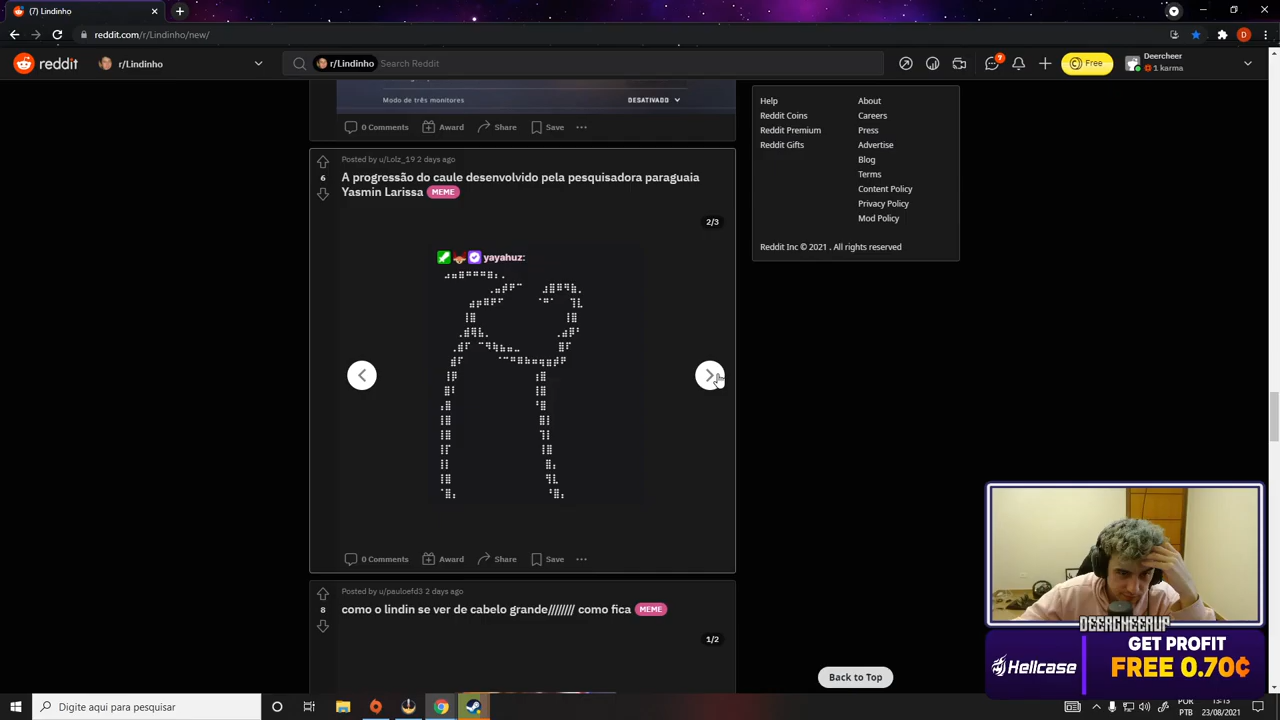 (7) Lindinho
reddit.com/r/Lindinho/new/
reddit
r/Lindinho
r/Lindinho Search Reddit
7
Free
Deercheer
1 karma
Modo de três monitores DESATIVADO
0 Comments Award Share Save
Posted by u/Lolz_19 2 days ago
6
A progressão do caule desenvolvido pela pesquisadora paraguaia
Yasmin Larissa MEME
2/3
yayahuz:
0 Comments Award Share Save
Posted by u/pauloefd3 2 days ago
8
como o lindin se ver de cabelo grande//////// como fica MEME
1/2
Help About
Reddit Coins Careers
Reddit Premium Press
Reddit Gifts Advertise
Blog
Terms
Content Policy
Privacy Policy
Mod Policy
Reddit Inc © 2021 . All rights reserved
Back to Top
DEERCHEERUP
Hellcase
GET PROFIT
FREE 0.70¢
Digite aqui para pesquisar
POR
PTB
13:13
23/08/2021